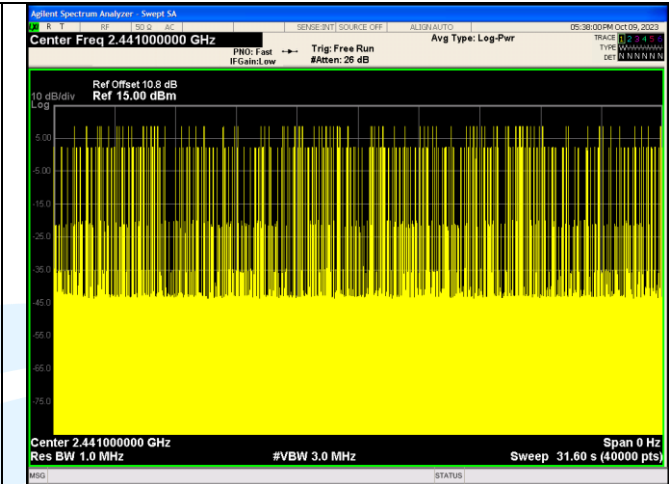 Agilent Spectrum Analyzer - Swept SA
R T RF 50 Ω AC SENSE:INT SOURCE OFF ALIGN AUTO 05:38:00 PM Oct 09, 2023
Center Freq 2.441000000 GHz Avg Type: Log-Pwr TRACE 1 2 3 4 5 6
PNO: Fast Trig: Free Run TYPE
IFGain:Low #Atten: 26 dB DET N N N N N N
Ref Offset 10.8 dB
10 dB/div Ref 15.00 dBm
Log
5.00
-5.00
-15.0
-25.0
-35.0
-45.0
-55.0
-65.0
-75.0
Center 2.441000000 GHz Span 0 Hz
Res BW 1.0 MHz #VBW 3.0 MHz Sweep 31.60 s (40000 pts)
MSG STATUS